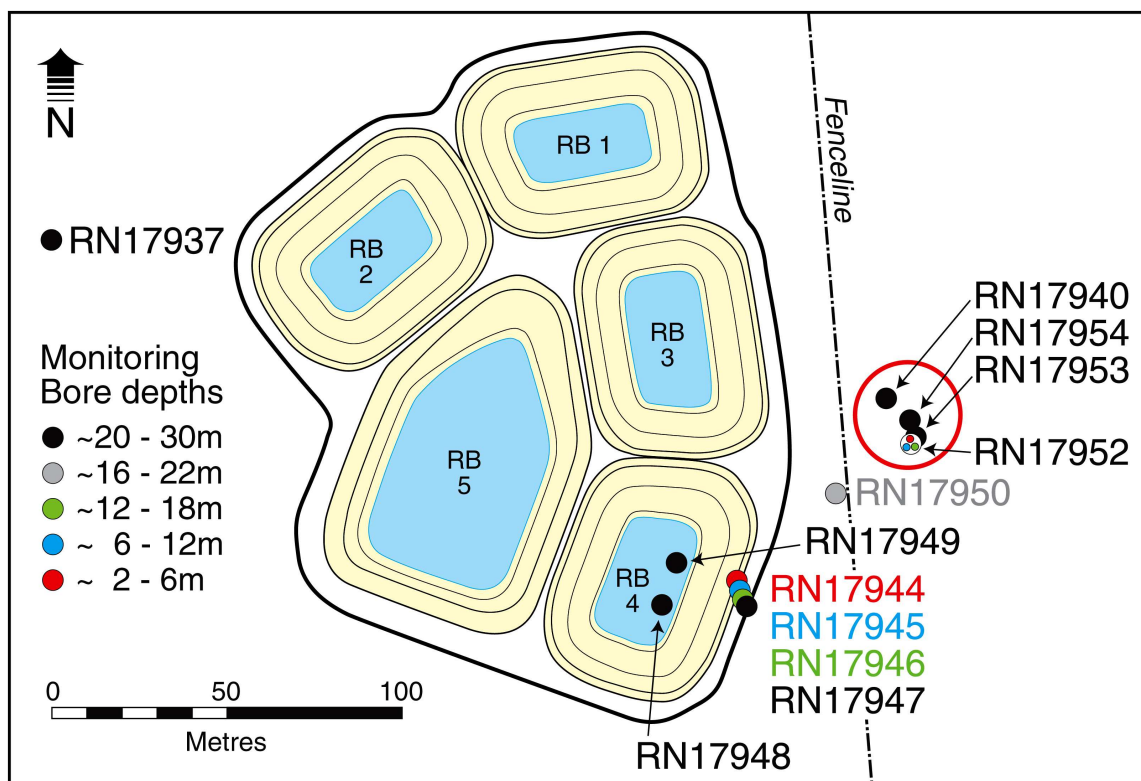 N
RB 1
RB
2
RB
3
RB
5
RB
4
Fenceline
RN17937
RN17940
RN17954
RN17953
RN17952
RN17950
RN17949
RN17944
RN17945
RN17946
RN17947
RN17948
Monitoring
Bore depths
~20 - 30m
~16 - 22m
~12 - 18m
~ 6 - 12m
~ 2 - 6m
0 50 100
Metres